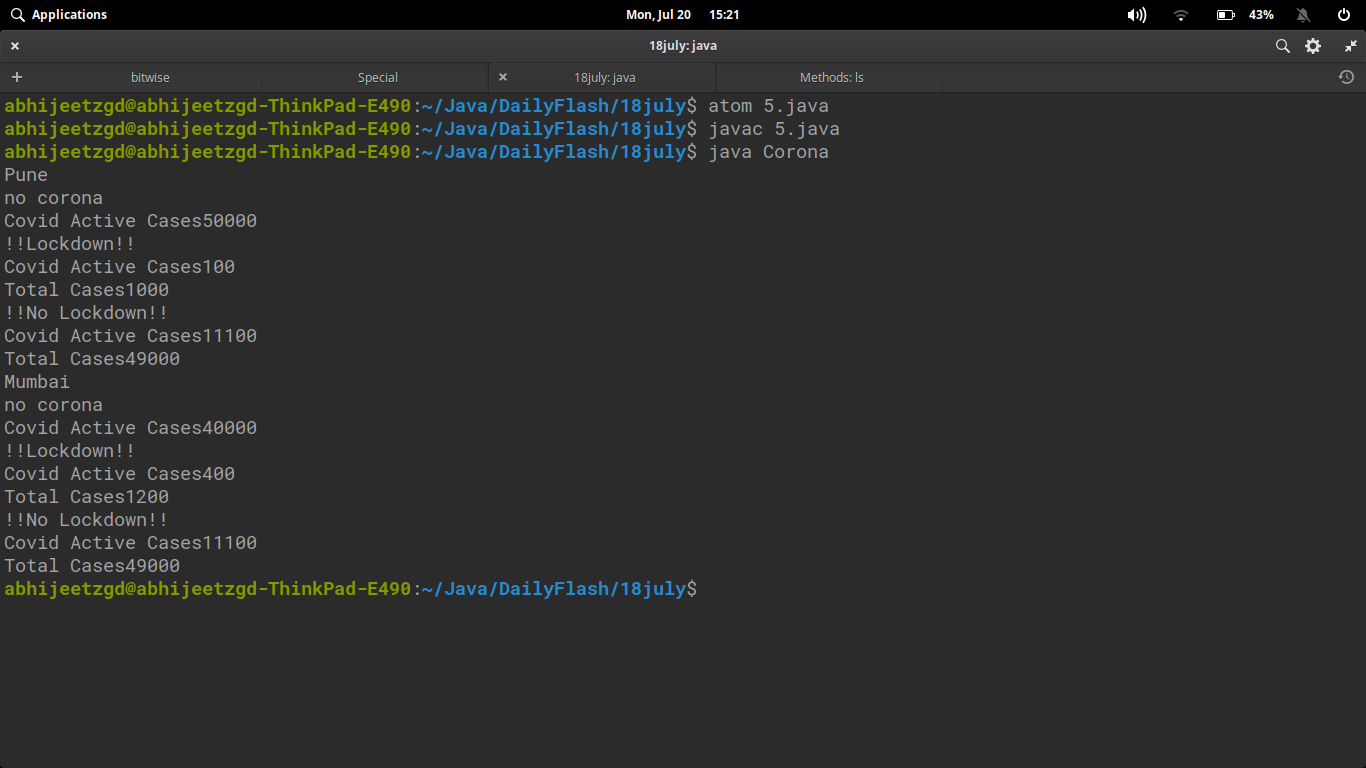 Applications Mon, Jul 20 15:21 43%
18july: java
bitwise Special 18july: java Methods: ls
abhijeetzgd@abhijeetzgd-ThinkPad-E490:~/Java/DailyFlash/18july$ atom 5.java
abhijeetzgd@abhijeetzgd-ThinkPad-E490:~/Java/DailyFlash/18july$ javac 5.java
abhijeetzgd@abhijeetzgd-ThinkPad-E490:~/Java/DailyFlash/18july$ java Corona
Pune
no corona
Covid Active Cases50000
!!Lockdown!!
Covid Active Cases100
Total Cases1000
!!No Lockdown!!
Covid Active Cases11100
Total Cases49000
Mumbai
no corona
Covid Active Cases40000
!!Lockdown!!
Covid Active Cases400
Total Cases1200
!!No Lockdown!!
Covid Active Cases11100
Total Cases49000
abhijeetzgd@abhijeetzgd-ThinkPad-E490:~/Java/DailyFlash/18july$